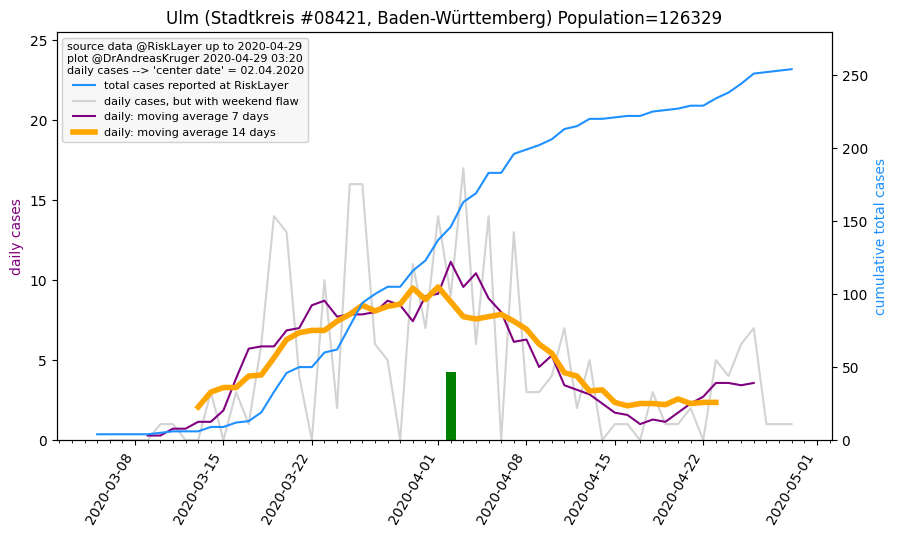 Ulm (Stadtkreis #08421, Baden-Württemberg) Population=126329
source data @RiskLayer up to 2020-04-29
plot @DrAndreasKruger 2020-04-29 03:20
daily cases --> 'center date' = 02.04.2020
total cases reported at RiskLayer
daily cases, but with weekend flaw
daily: moving average 7 days
daily: moving average 14 days
25
20
15
10
5
0
daily cases
250
200
150
100
50
0
cumulative total cases
2020-03-08
2020-03-15
2020-03-22
2020-04-01
2020-04-08
2020-04-15
2020-04-22
2020-05-01